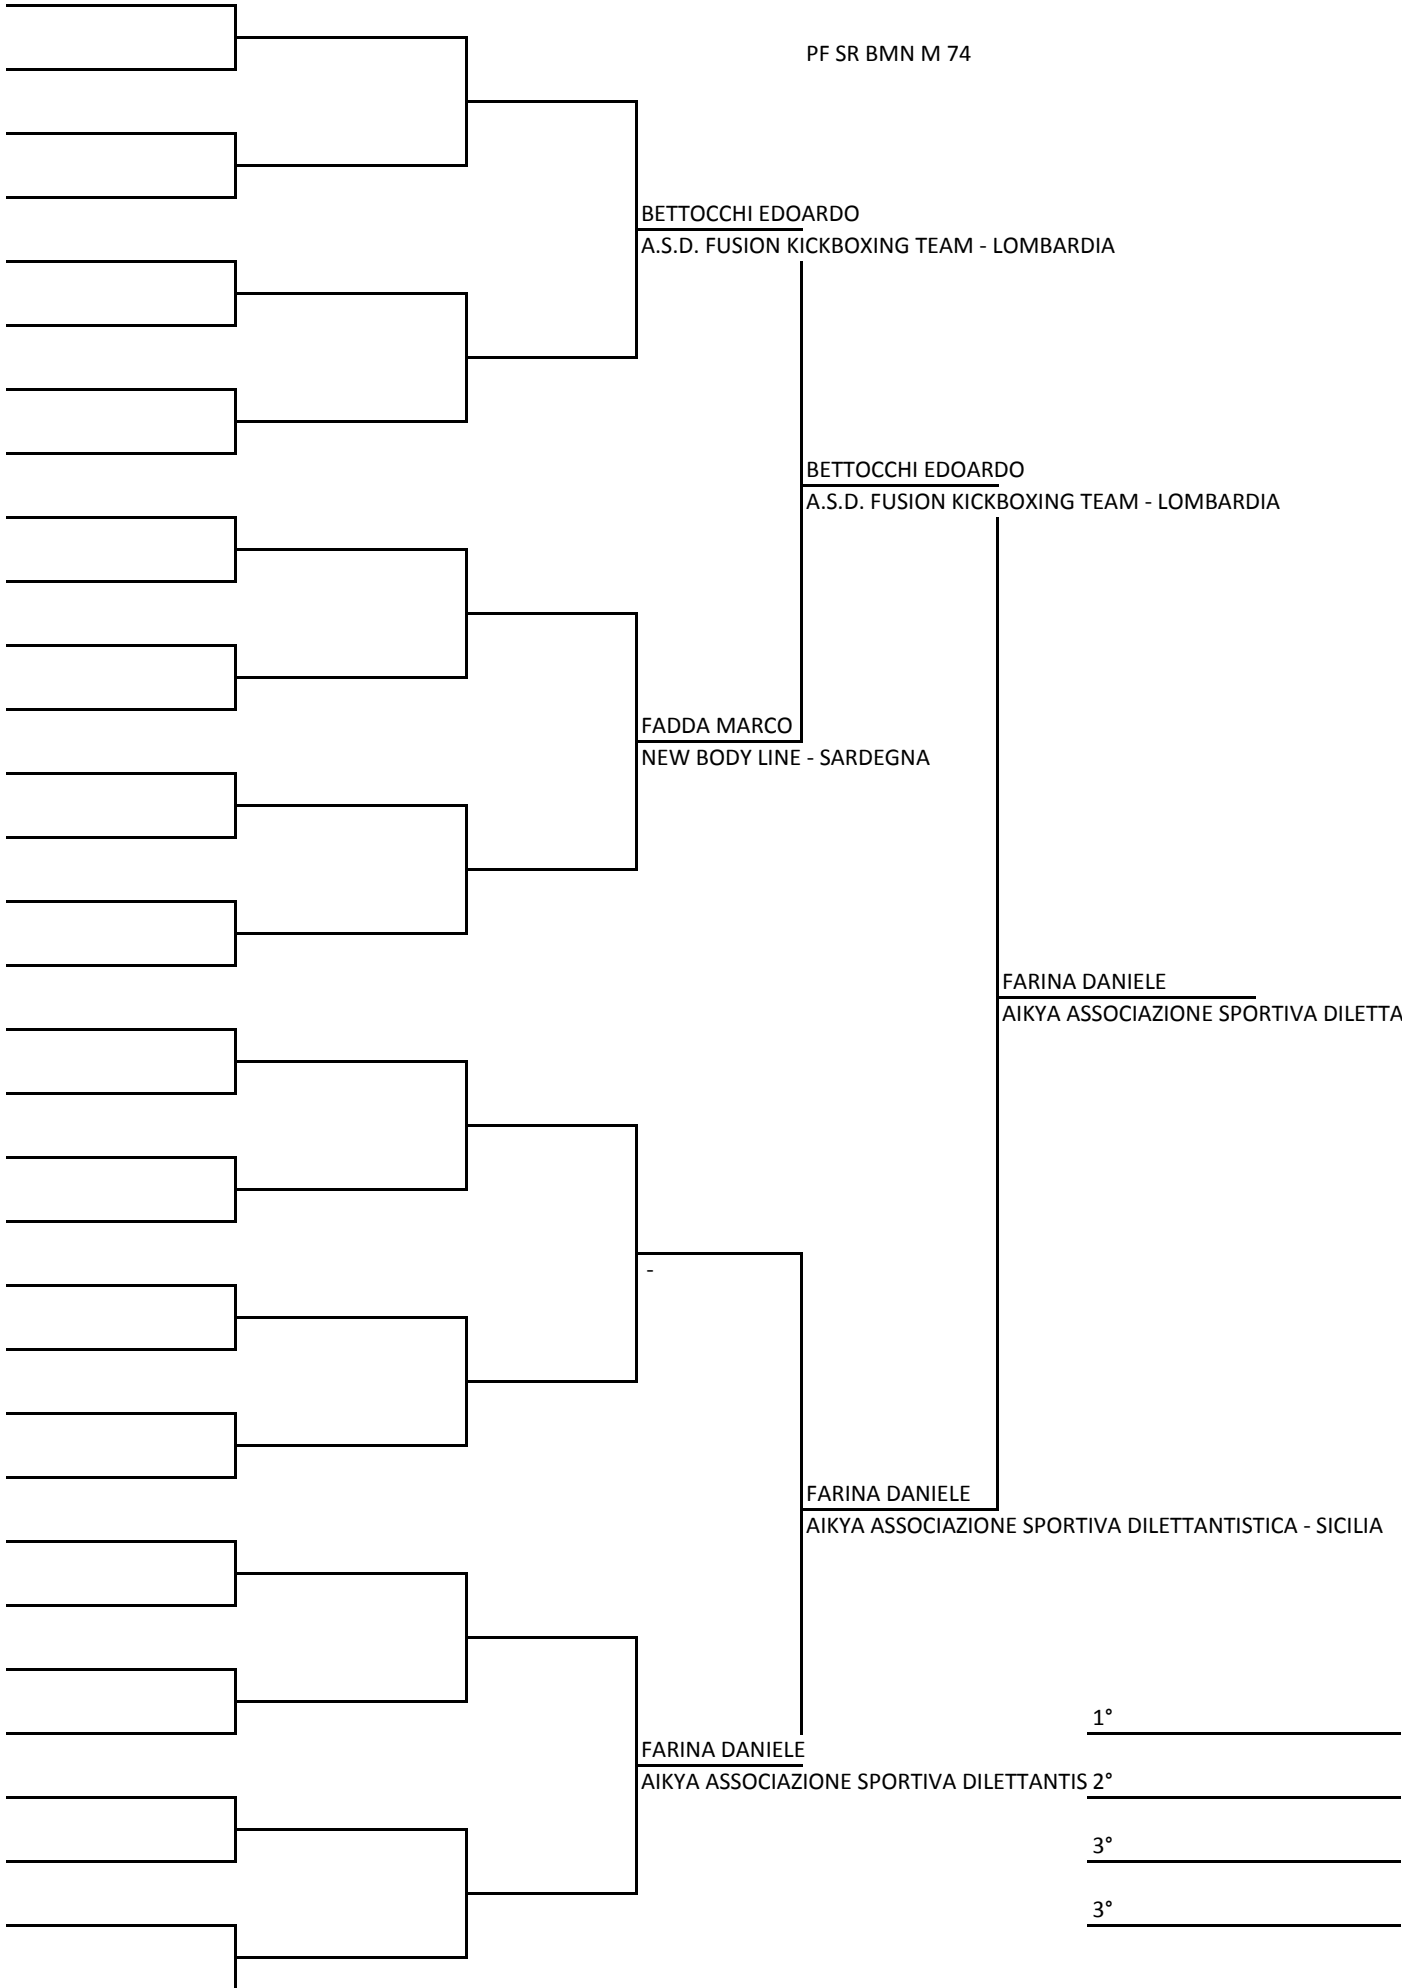 PF SR BMN M 74
BETTOCCHI EDOARDO
A.S.D. FUSION KICKBOXING TEAM - LOMBARDIA
BETTOCCHI EDOARDO
A.S.D. FUSION KICKBOXING TEAM - LOMBARDIA
FADDA MARCO
NEW BODY LINE - SARDEGNA
FARINA DANIELE
AIKYA ASSOCIAZIONE SPORTIVA DILETTA
-
FARINA DANIELE
AIKYA ASSOCIAZIONE SPORTIVA DILETTANTISTICA - SICILIA
1°
FARINA DANIELE
AIKYA ASSOCIAZIONE SPORTIVA DILETTANTIS 2°
3°
3°